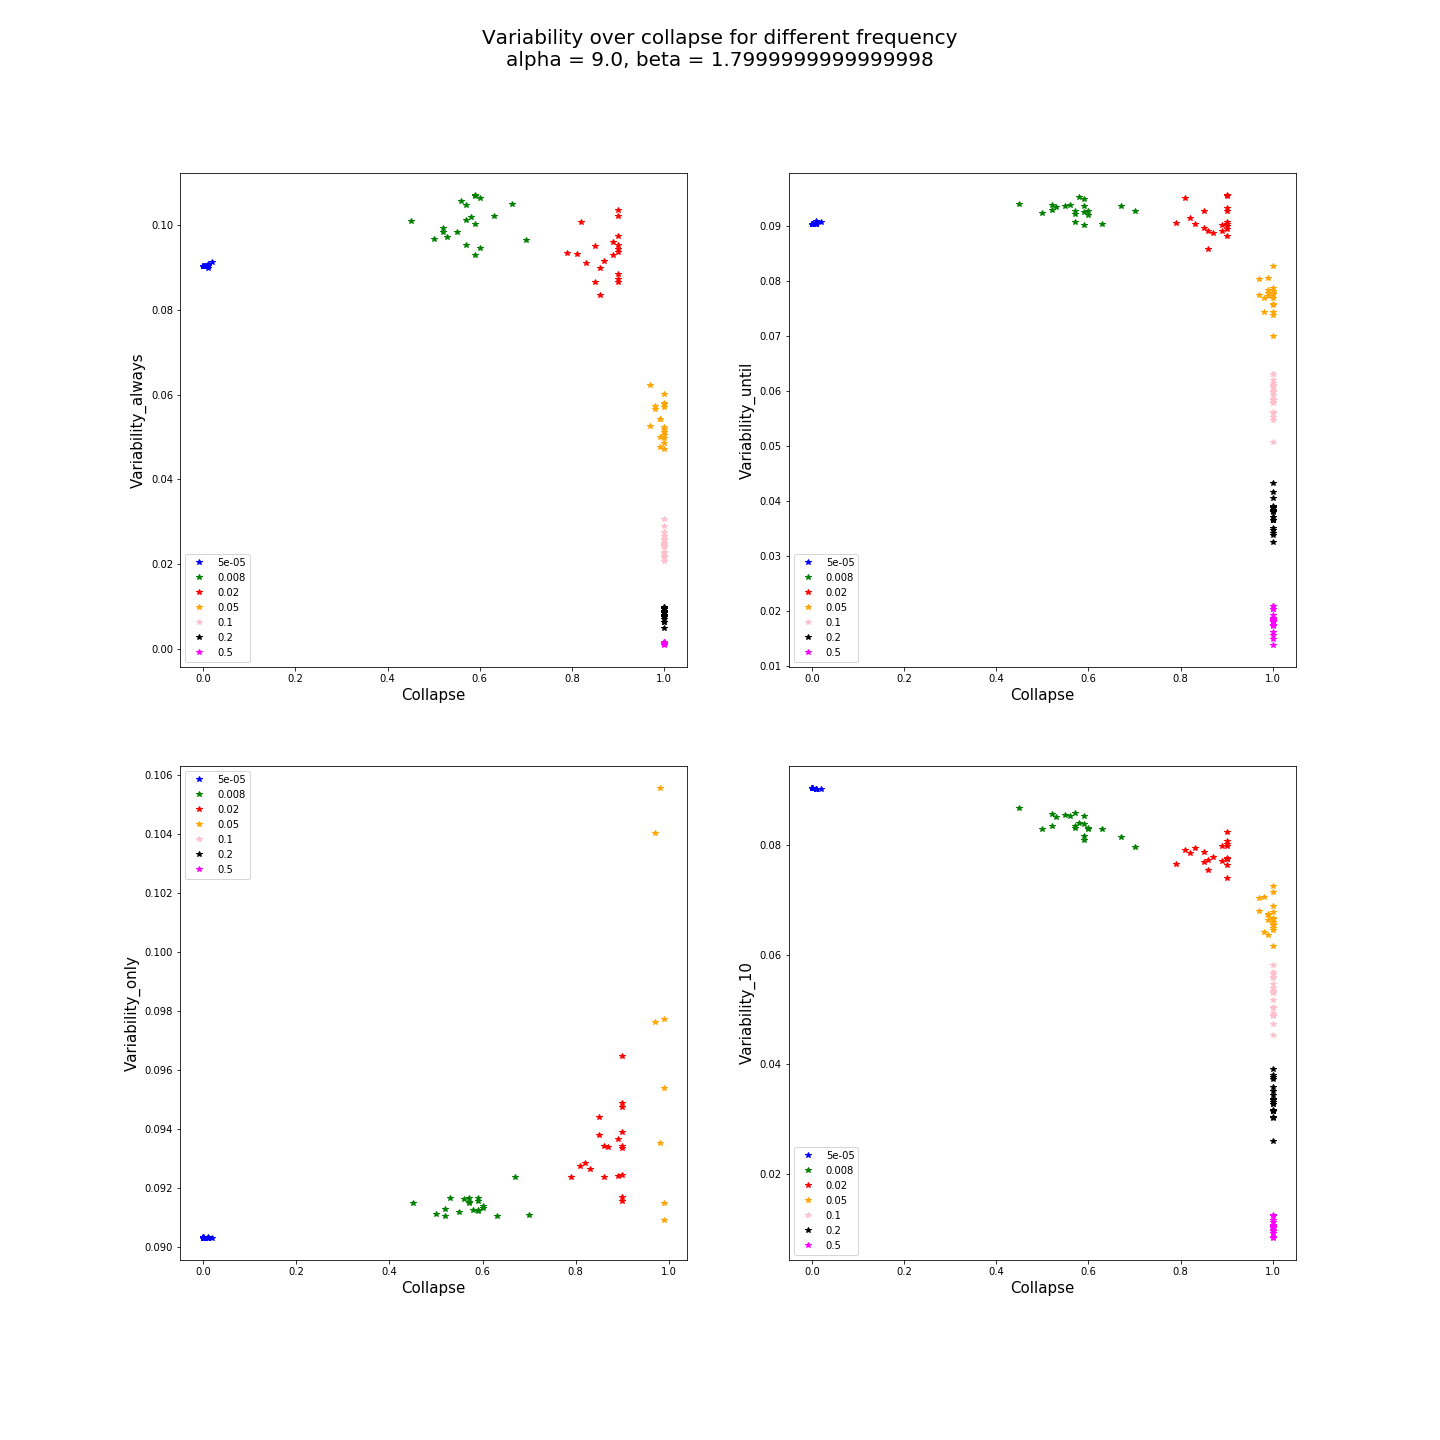 Variability over collapse for different frequency
alpha = 9.0, beta = 1.7999999999999998
Variability_always
0.10
0.08
0.06
0.04
0.02
0.00
5e-05
0.008
0.02
0.05
0.1
0.2
0.5
0.0 0.2 0.4 0.6 0.8 1.0
Collapse
Variability_until
0.09
0.08
0.07
0.06
0.05
0.04
0.03
0.02
0.01
5e-05
0.008
0.02
0.05
0.1
0.2
0.5
0.0 0.2 0.4 0.6 0.8 1.0
Collapse
Variability_only
0.106
0.104
0.102
0.100
0.098
0.096
0.094
0.092
0.090
5e-05
0.008
0.02
0.05
0.1
0.2
0.5
0.0 0.2 0.4 0.6 0.8 1.0
Collapse
Variability_10
0.08
0.06
0.04
0.02
5e-05
0.008
0.02
0.05
0.1
0.2
0.5
0.0 0.2 0.4 0.6 0.8 1.0
Collapse